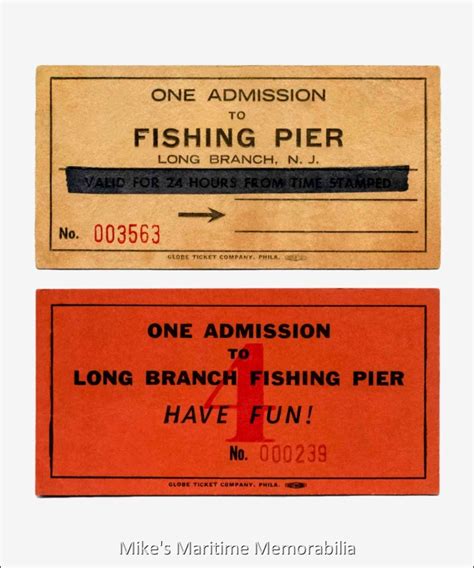 ONE ADMISSION
TO
FISHING PIER
LONG BRANCH, N. J.
VALID FOR 24 HOURS FROM TIME STAMPED
No. 003563
GLOBE TICKET COMPANY, PHILA.
ONE ADMISSION
TO
4
LONG BRANCH FISHING PIER
HAVE FUN!
No. 000239
GLOBE TICKET COMPANY, PHILA.
Mike's Maritime Memorabilia